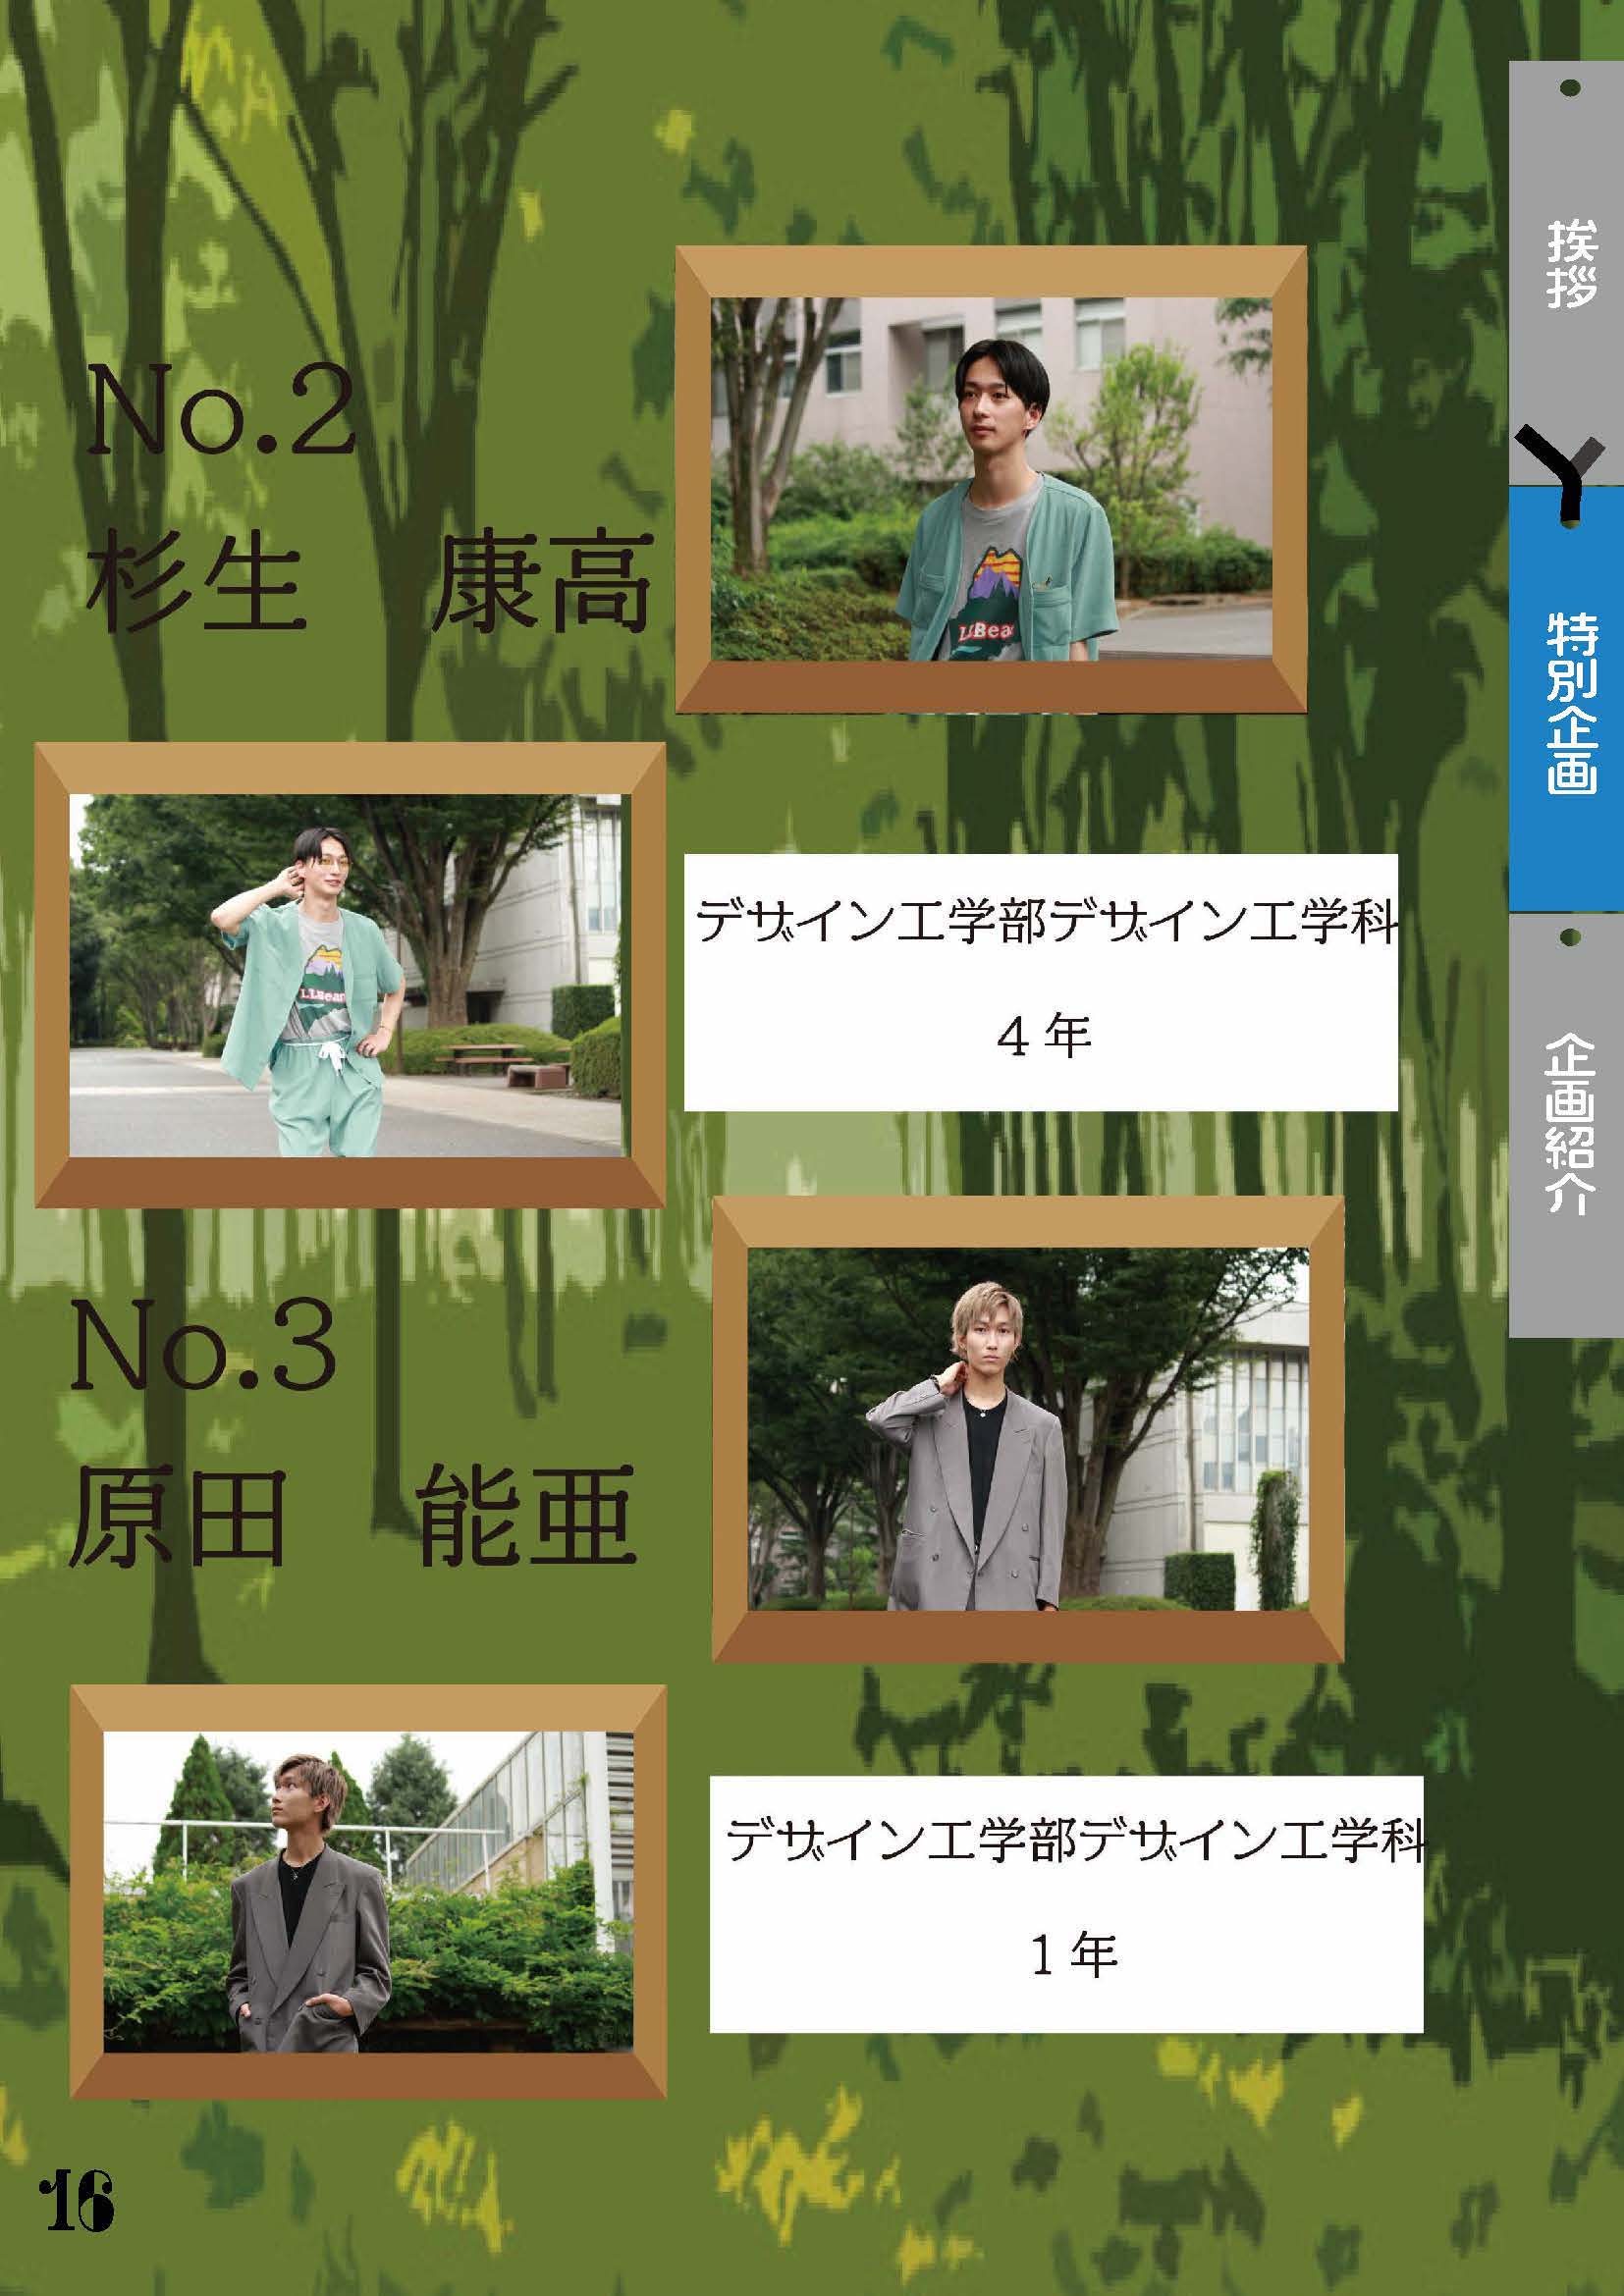 No.2
杉生　康高
LLBea
LLBean
デザイン工学部デザイン工学科
4 年
No.3
原田　能亜
デザイン工学部デザイン工学科
1 年
16
挨拶
特別企画
企画紹介